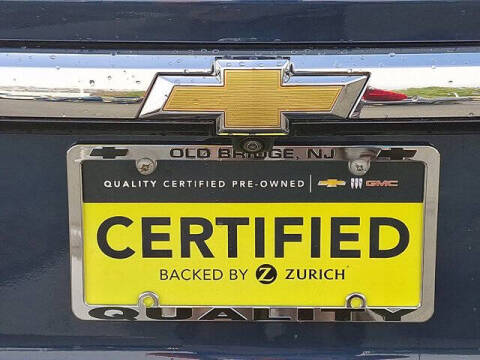 OLD BRIDGE, NJ
QUALITY CERTIFIED PRE-OWNED | GMC
CERTIFIED
BACKED BY Z ZURICH
QUALITY